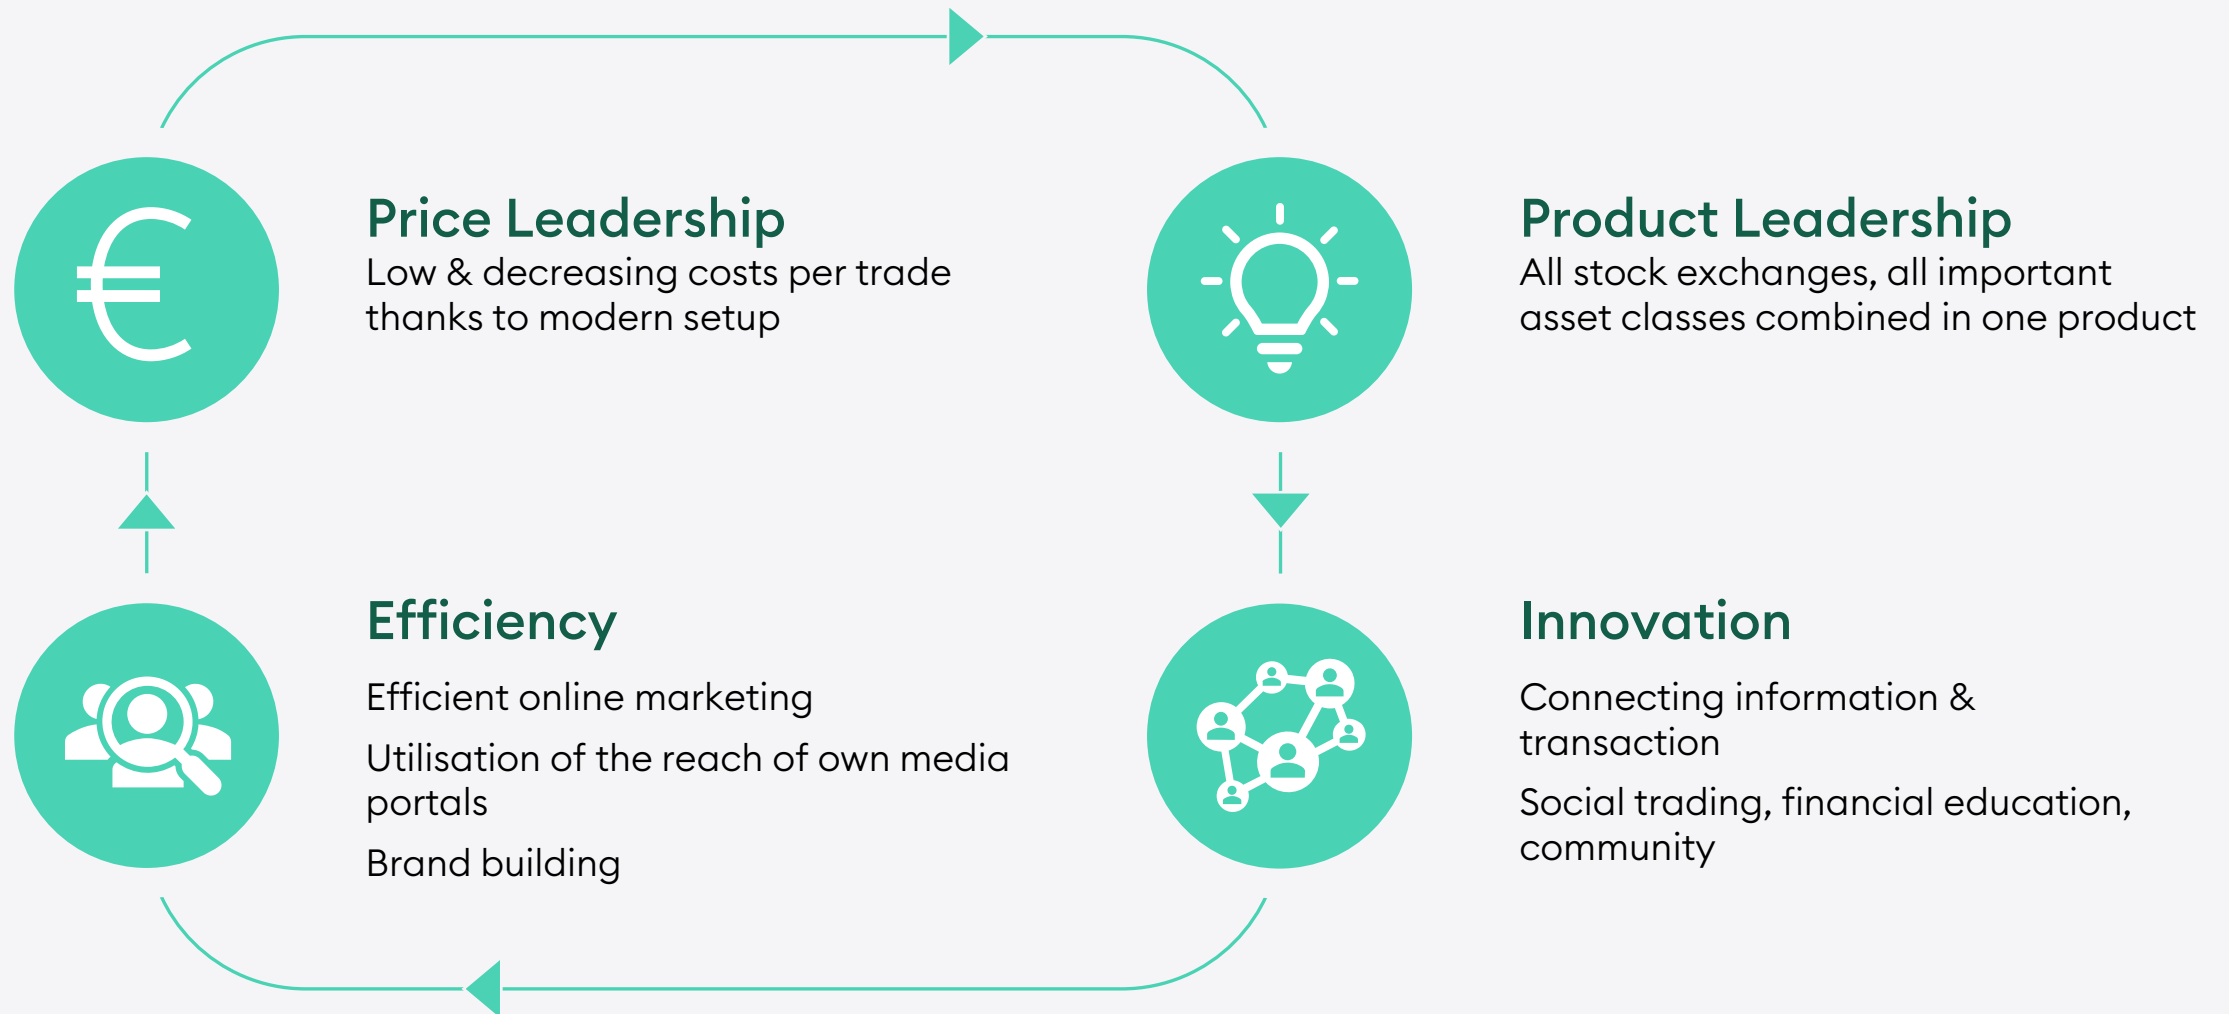 Price Leadership
Low & decreasing costs per trade
thanks to modern setup
Product Leadership
All stock exchanges, all important
asset classes combined in one product
Efficiency
Efficient online marketing
Utilisation of the reach of own media
portals
Brand building
Innovation
Connecting information &
transaction
Social trading, financial education,
community